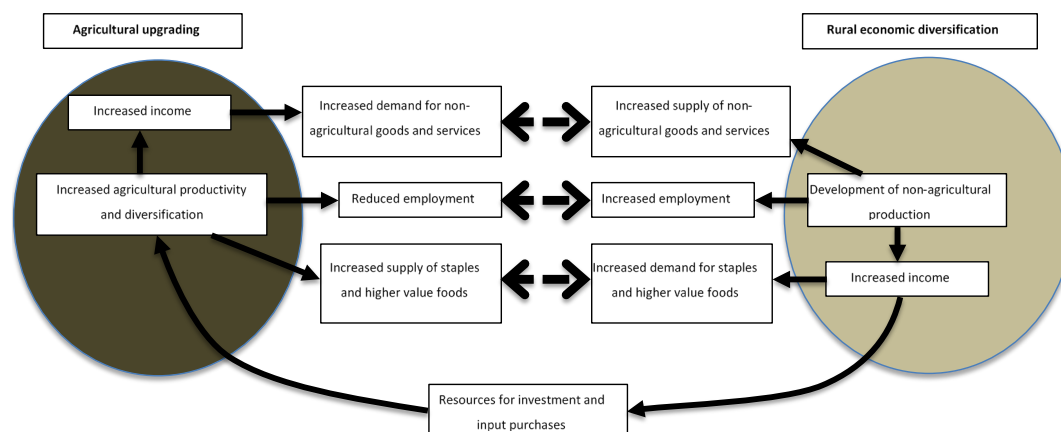 Agricultural upgrading
Rural economic diversification
Increased income
Increased demand for non-
agricultural goods and services
Increased supply of non-
agricultural goods and services
Increased agricultural productivity
and diversification
Reduced employment
Increased employment
Development of non-agricultural
production
Increased supply of staples
and higher value foods
Increased demand for staples
and higher value foods
Increased income
Resources for investment and
input purchases